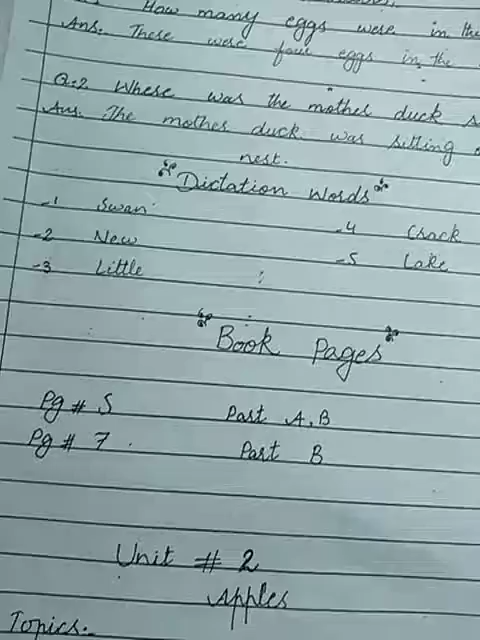 How many eggs were in the
Ans. There were four eggs in the
Q.2 Where was the mother duck s
Ans. The mother duck was sitting
nest.
Dictation Words
-1 Swan
-4 Crack
-2 New
-5 Lake
-3 Little
Book Pages
Pg # 5 Part A, B
Pg # 7 Part B
Unit # 2
Apples
Topics:-